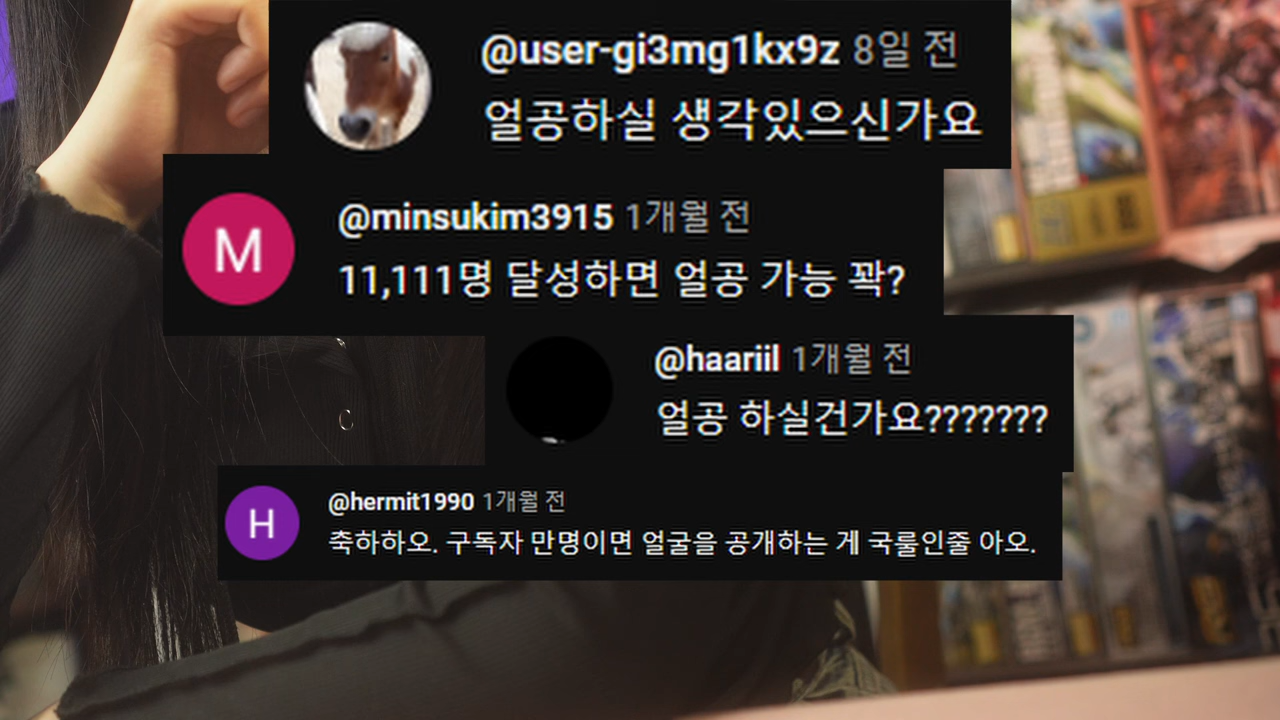 @user-gi3mg1kx9z 8일 전
얼공하실 생각있으신가요
M
@minsukim3915 1개월 전
11,111명 달성하면 얼공 가능 꽉?
@haariil 1개월 전
얼공 하실건가요???????
H
@hermit1990 1개월 전
축하하오. 구독자 만명이면 얼굴을 공개하는 게 국룰인줄 아오.